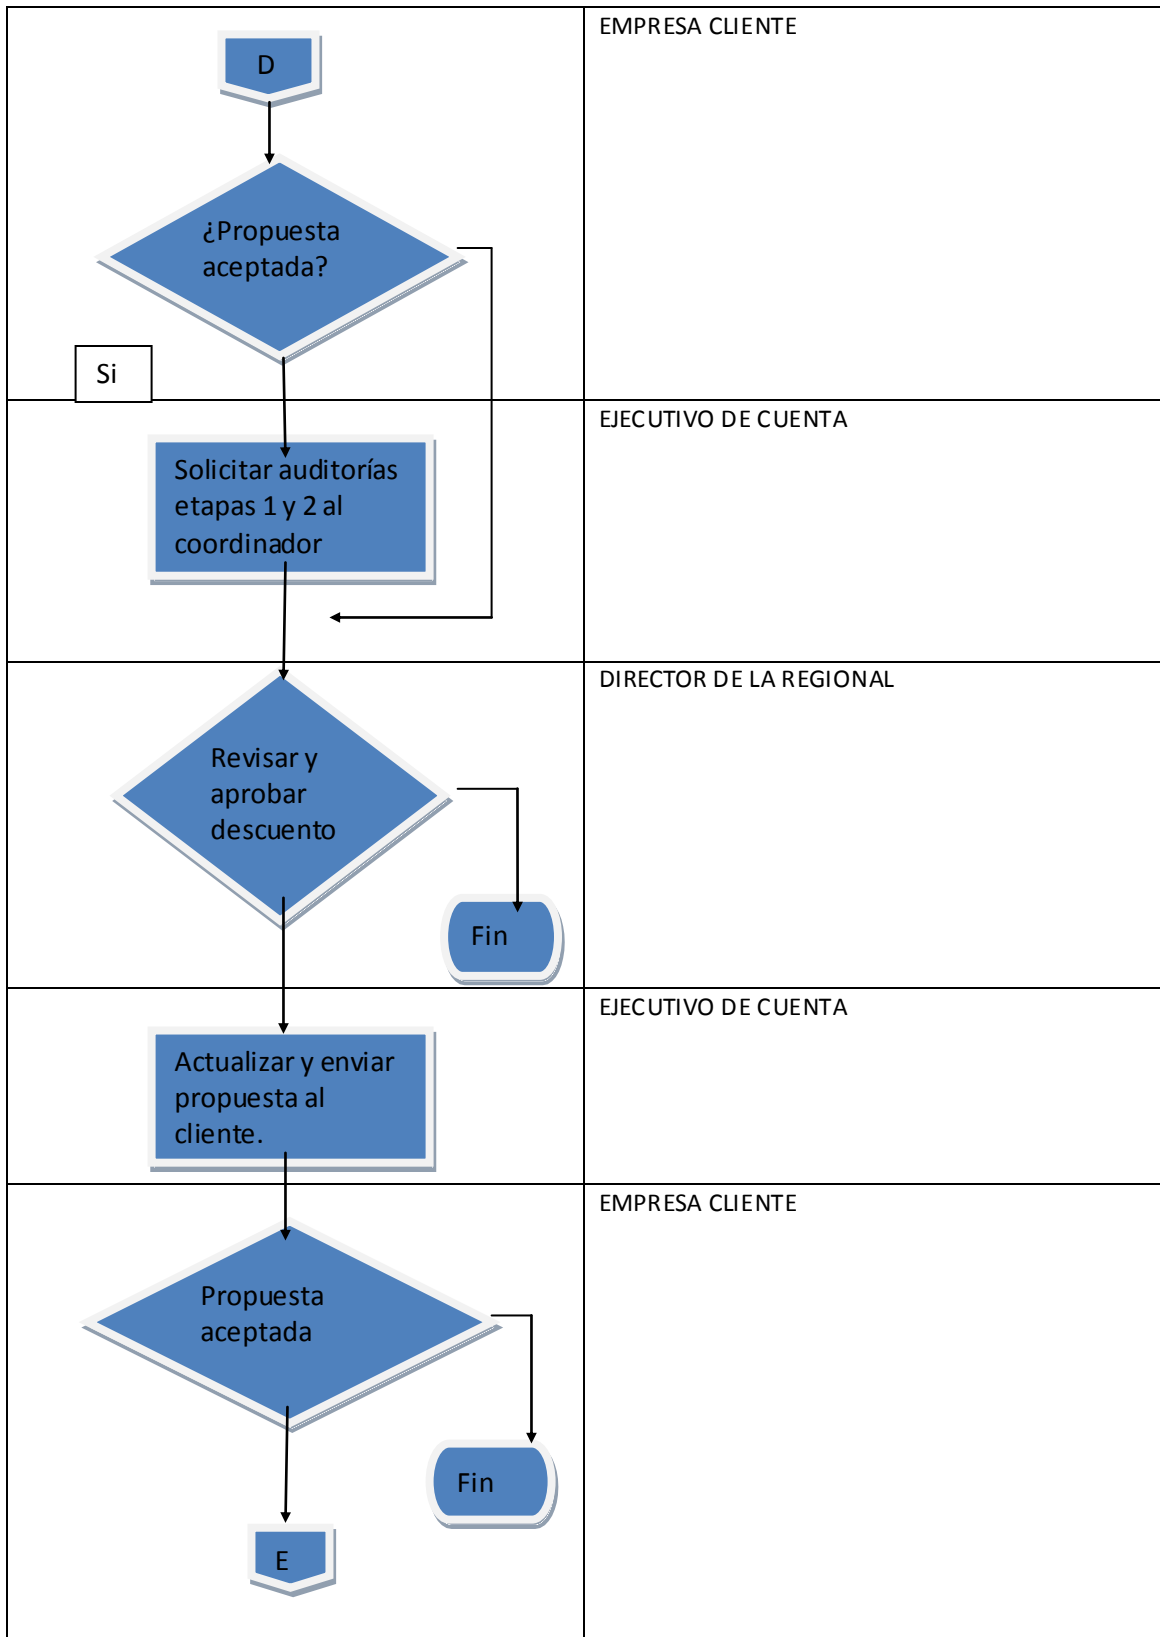 D
EMPRESA CLIENTE
¿Propuesta
aceptada?
Si
Solicitar auditorías
etapas 1 y 2 al
coordinador
EJECUTIVO DE CUENTA
Revisar y
aprobar
descuento
Fin
DIRECTOR DE LA REGIONAL
Actualizar y enviar
propuesta al
cliente.
EJECUTIVO DE CUENTA
Propuesta
aceptada
Fin
E
EMPRESA CLIENTE